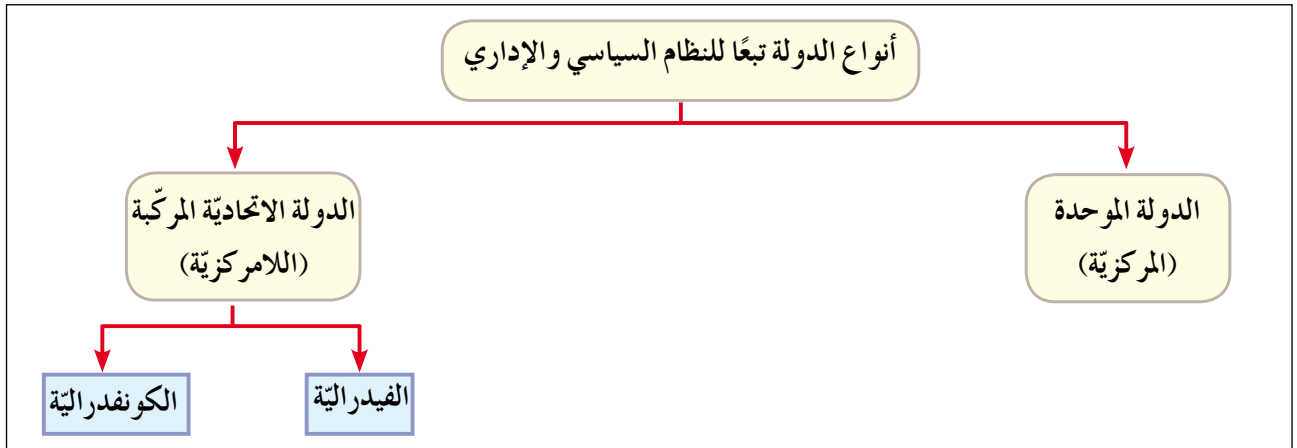 أنواع الدولة تبعًا للنظام السياسي والإداري
الدولة الموحدة
(المركزيّة)
الدولة الاتحاديّة المركّبة
(اللامركزيّة)
الفيدراليّة
الكونفدراليّة